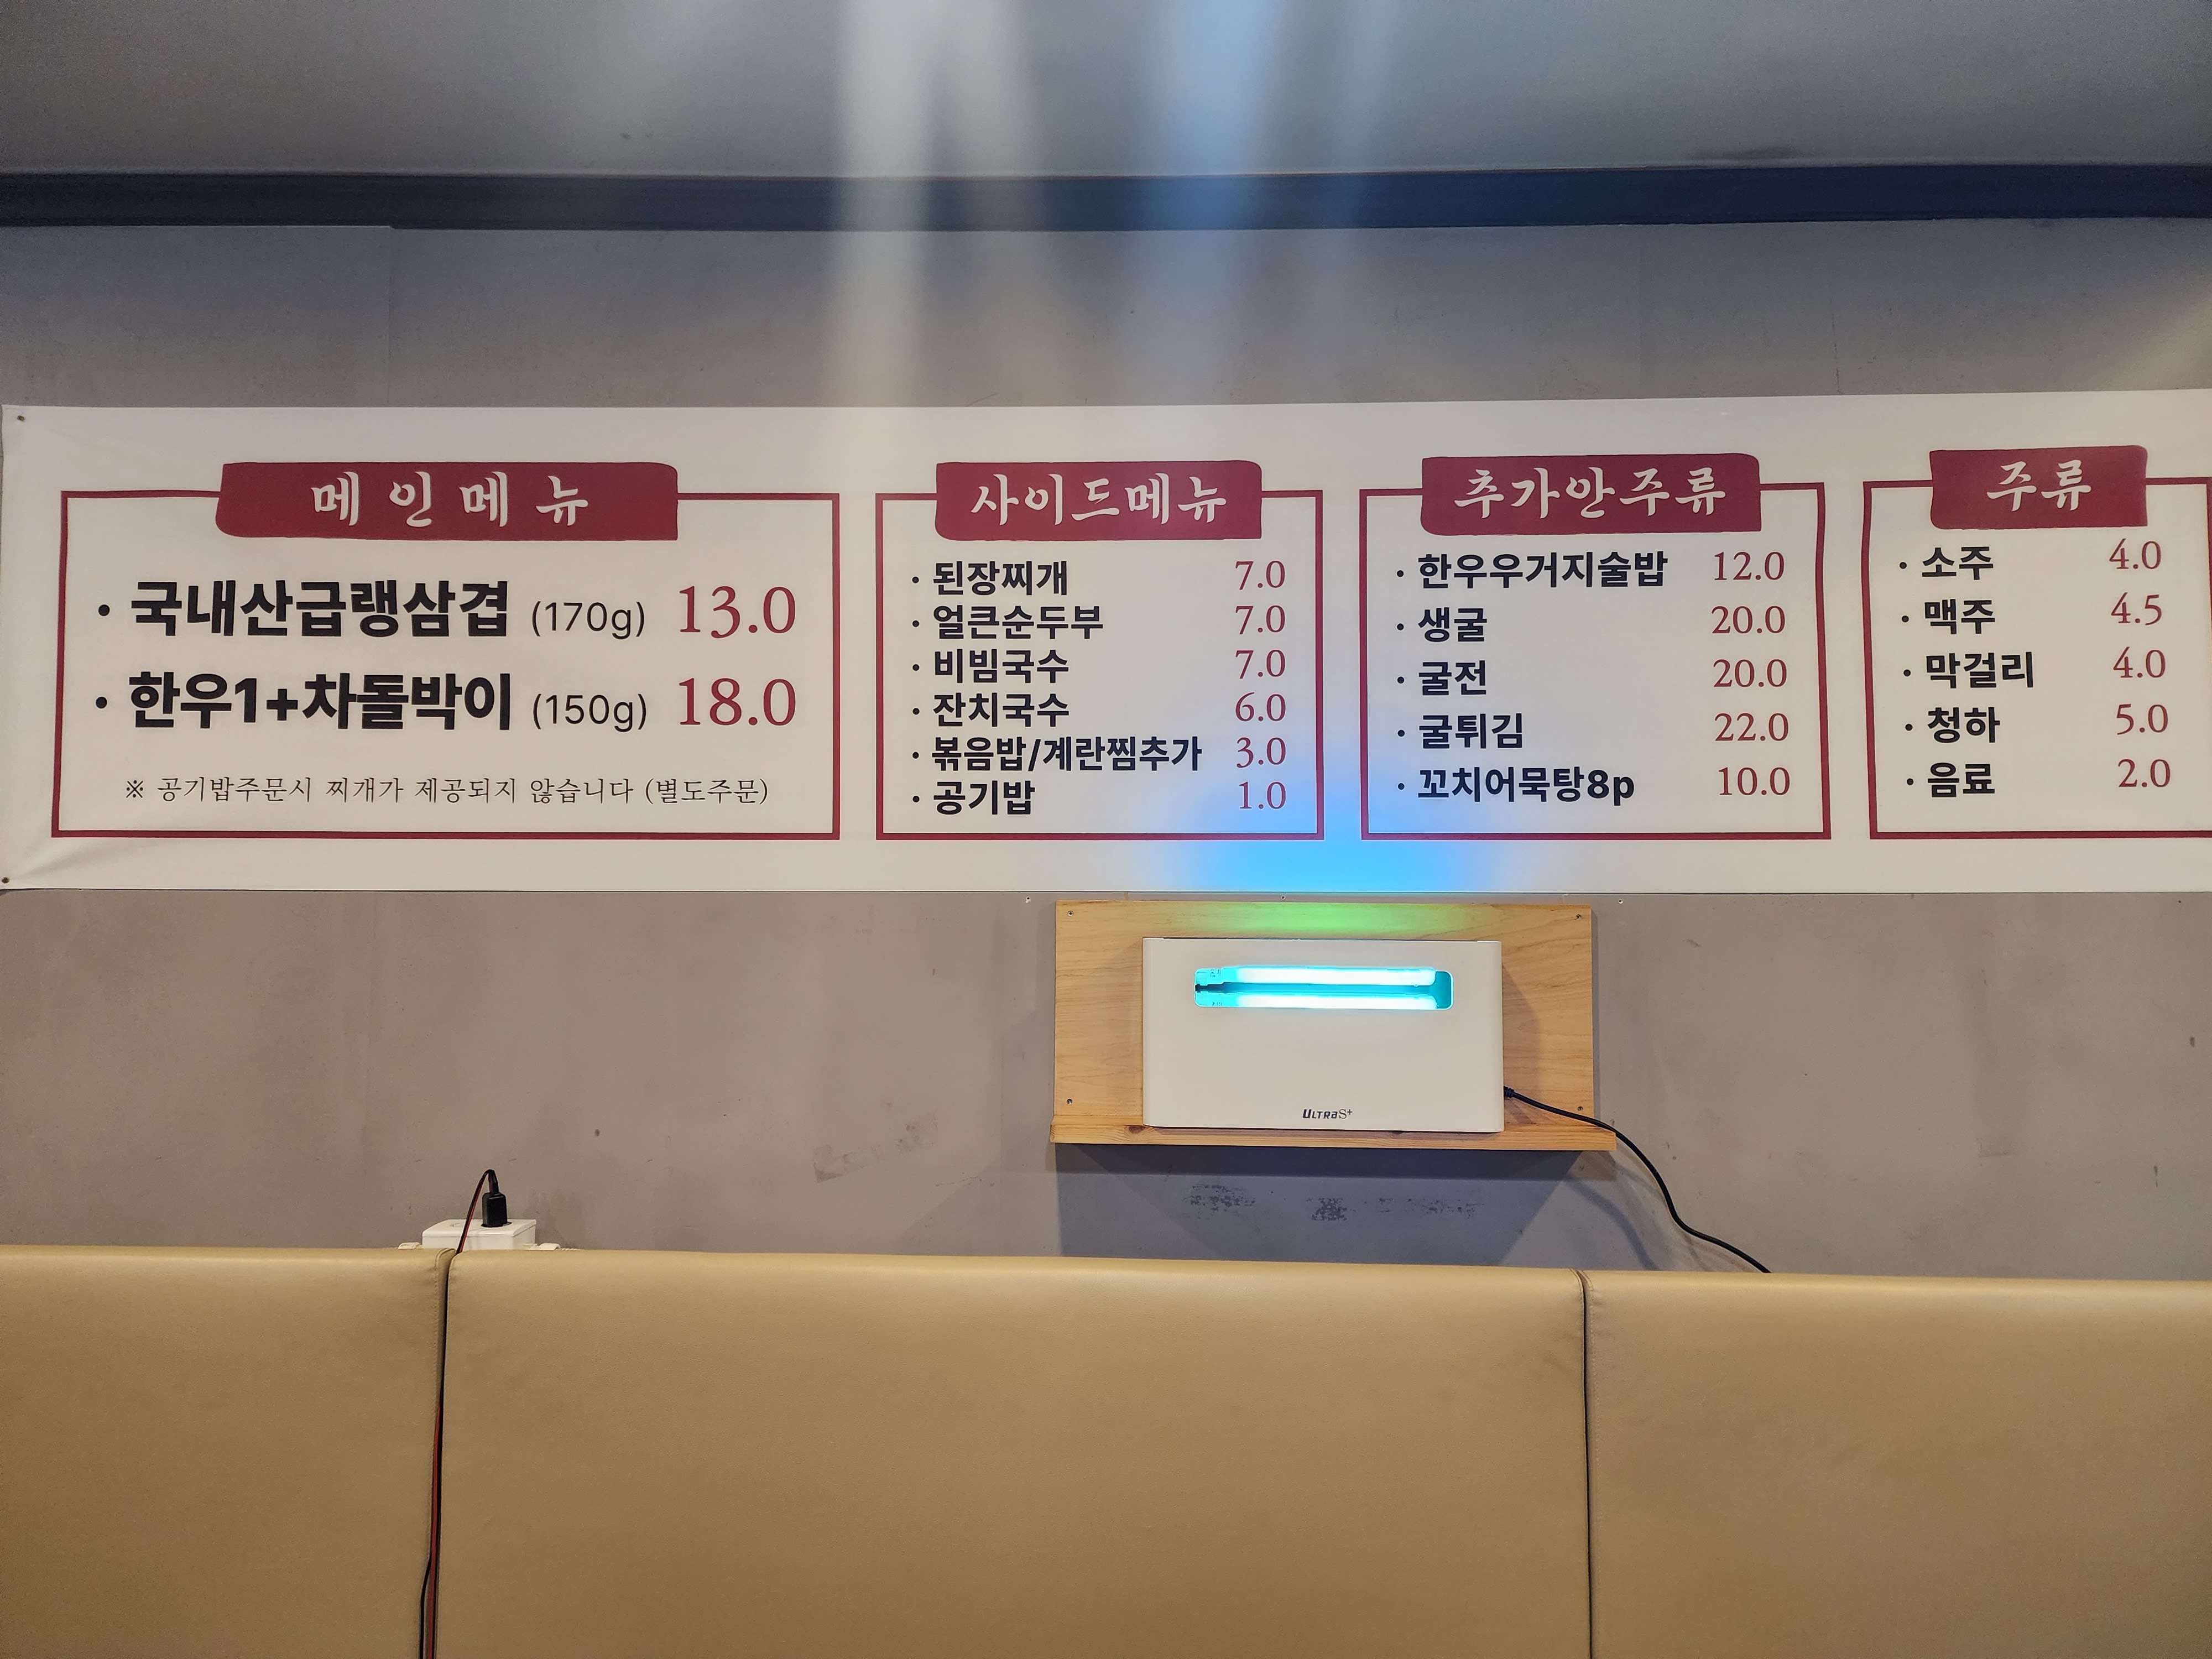 메인메뉴
· 국내산급랭삼겹 (170g) 13.0
· 한우1+차돌박이 (150g) 18.0
※ 공기밥주문시 찌개가 제공되지 않습니다 (별도주문)
사이드메뉴
· 된장찌개 7.0
· 얼큰순두부 7.0
· 비빔국수 7.0
· 잔치국수 6.0
· 볶음밥/계란찜추가 3.0
· 공기밥 1.0
추가안주류
· 한우우거지술밥 12.0
· 생굴 20.0
· 굴전 20.0
· 굴튀김 22.0
· 꼬치어묵탕8p 10.0
주류
· 소주 4.0
· 맥주 4.5
· 막걸리 4.0
· 청하 5.0
· 음료 2.0
ULTRA S+